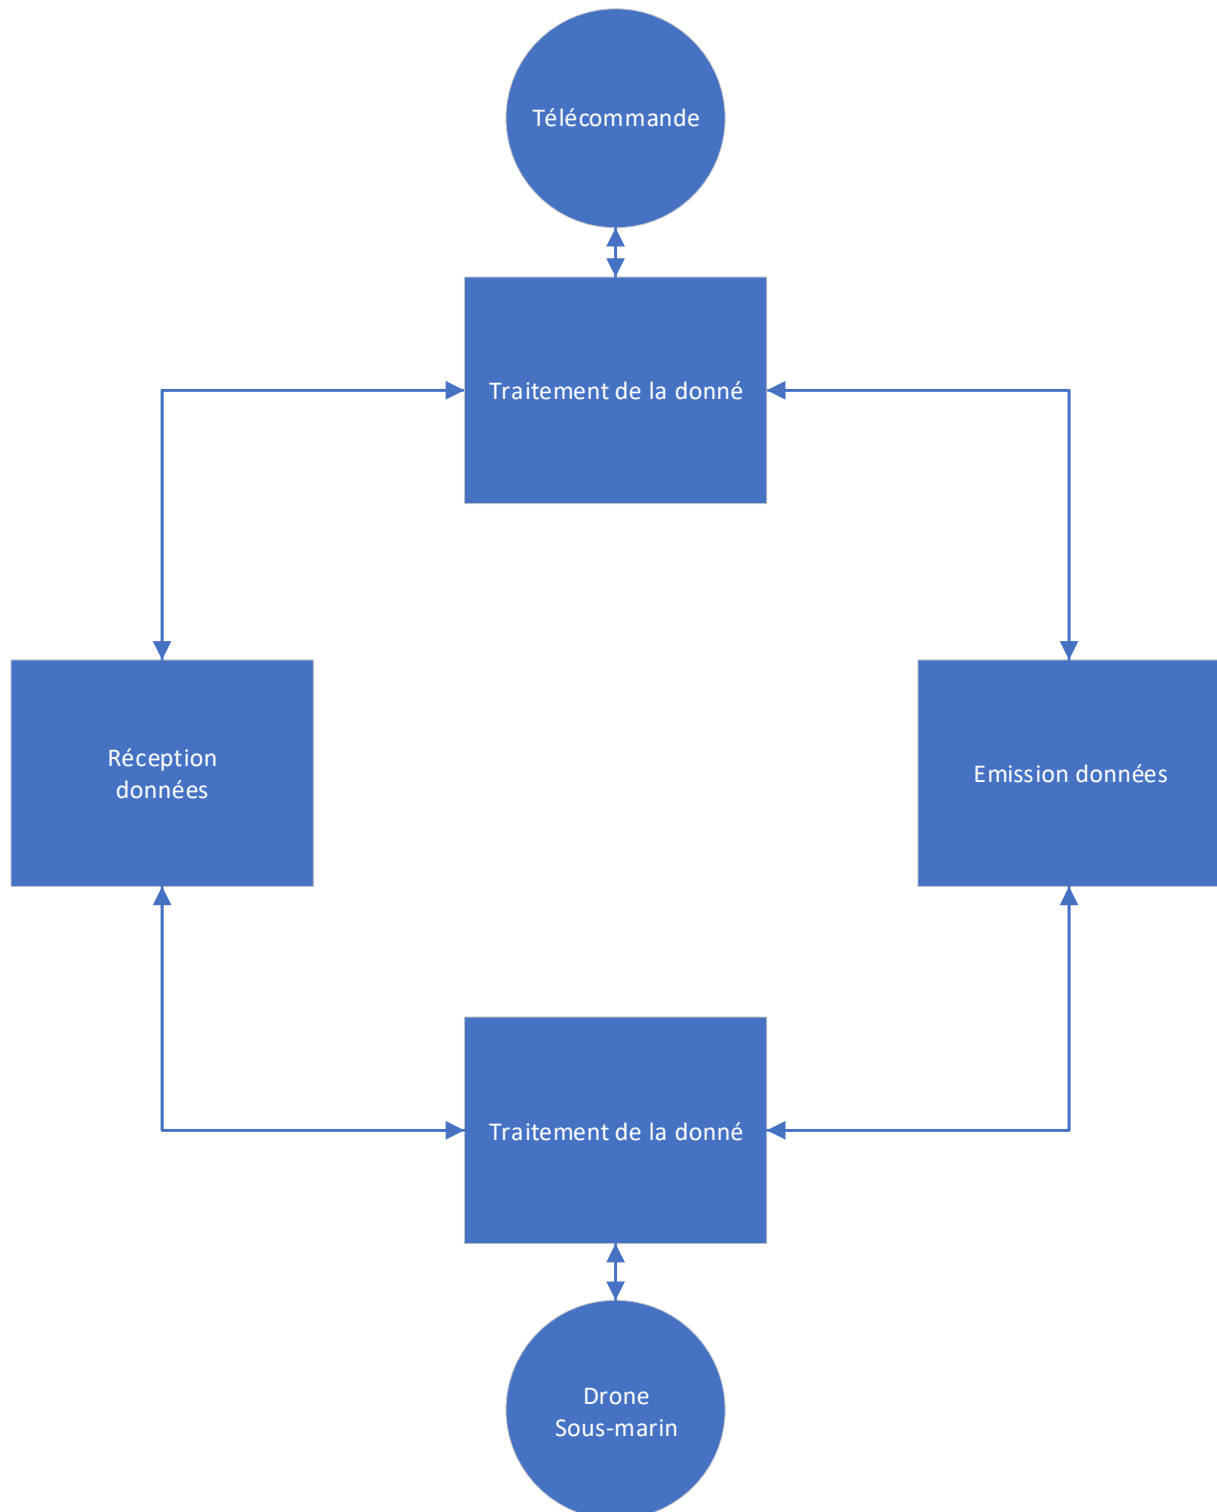 Télécommande
Traitement de la donné
Réception
données
Emission données
Traitement de la donné
Drone
Sous-marin